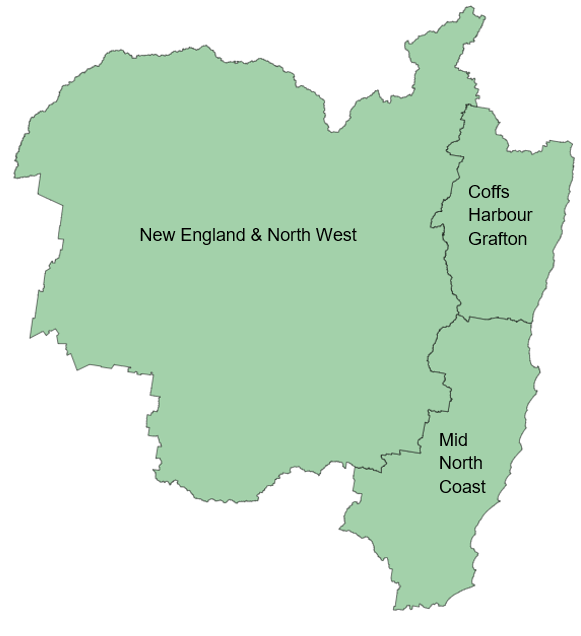 New England & North West
Coffs
Harbour
Grafton
Mid
North
Coast